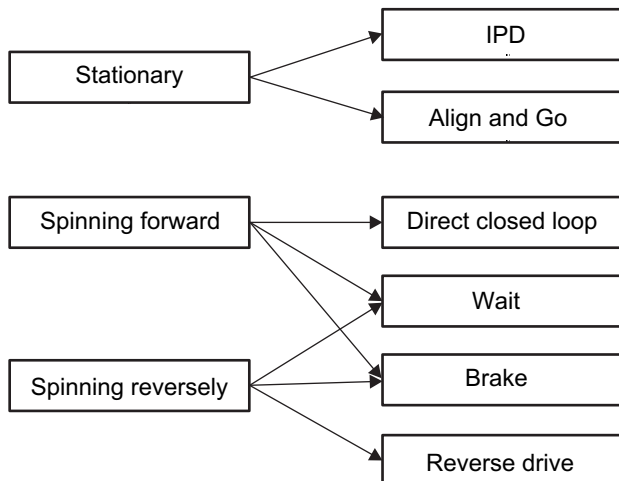 IPD
Stationary
Align and Go
Spinning forward
Direct closed loop
Wait
Spinning reversely
Brake
Reverse drive